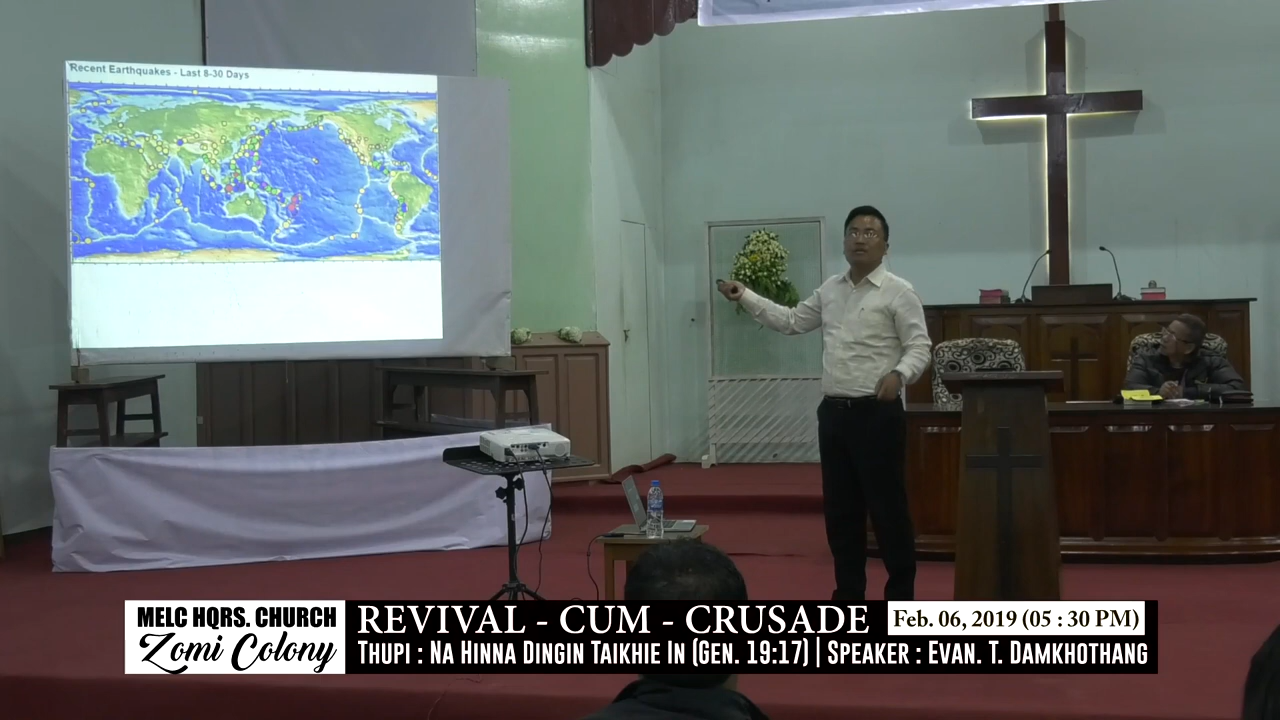 Recent Earthquakes - Last 8-30 Days
MELC HQRS. CHURCH
Zomi Colony
REVIVAL - CUM - CRUSADE
Feb. 06, 2019 (05 : 30 PM)
THUPI : NA HINNA DINGIN TAIKHIE IN (GEN. 19:17) | SPEAKER : EVAN. T. DAMKHOTHANG